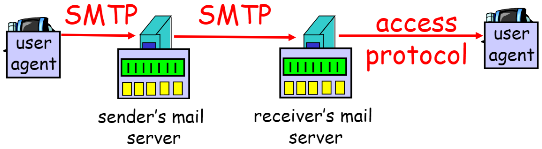 SMTP
SMTP
access
protocol
user
agent
user
agent
sender's mail
server
receiver's mail
server